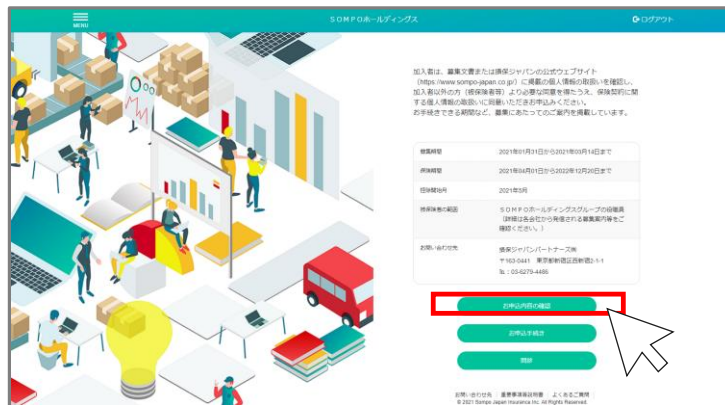 MENU
SOMPOホールディングス
ログアウト
加入者は、募集文書または損保ジャパンの公式ウェブサイト
（https://www.sompo-japan.co.jp/）に掲載の個人情報の取扱いを確認し、
加入者以外の方（被保険者等）より必要な同意を得たうえ、保険契約に関
する個人情報の取扱いに同意いただきお申込みください。
お手続きできる期間など、募集にあたってのご案内を掲載しています。
募集期間 2021年01月31日から2021年03月14日まで
保険期間 2021年04月01日から2022年12月20日まで
控除開始月 2021年5月
被保険者の範囲 SOMPOホールディングスグループの役職員
（詳細は各会社から発信される募集案内等をご
確認ください。）
お問い合わせ先 損保ジャパンパートナーズ㈱
〒163-0441 東京都新宿区西新宿2-1-1
℡：03-6279-4486
お申込内容の確認
お申込手続き
閉じる
お問い合わせ先 重要事項等説明書 よくあるご質問
© 2021 Sompo Japan Insurance Inc. All Rights Reserved.